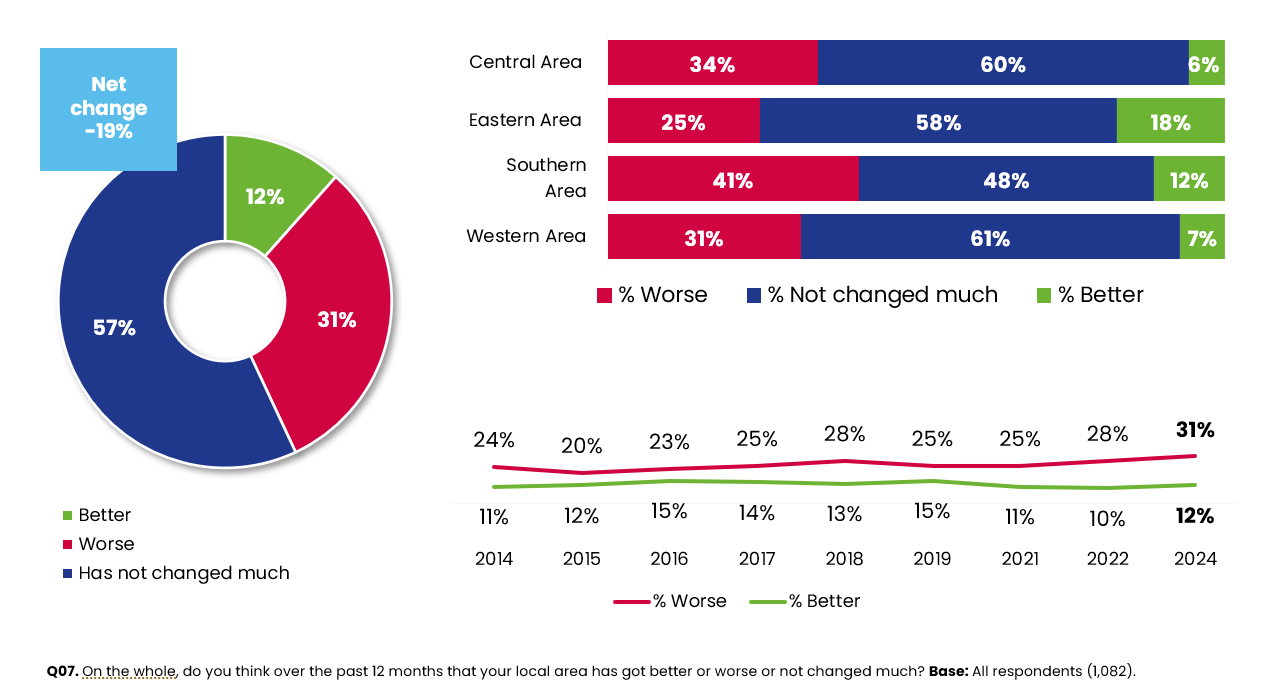 Net
change
-19%
12%
31%
57%
Better
Worse
Has not changed much
Central Area 34% 60% 6%
Eastern Area 25% 58% 18%
Southern
Area 41% 48% 12%
Western Area 31% 61% 7%
% Worse % Not changed much % Better
24% 20% 23% 25% 28% 25% 25% 28% 31%
11% 12% 15% 14% 13% 15% 11% 10% 12%
2014 2015 2016 2017 2018 2019 2021 2022 2024
% Worse % Better
Q07. On the whole, do you think over the past 12 months that your local area has got better or worse or not changed much? Base: All respondents (1,082).